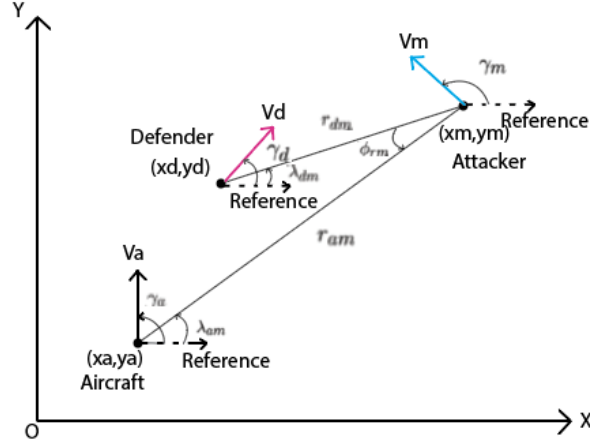 Y
Vm
γm
Vd
rdm
(xm,ym)
Reference
Defender
γd
ϕrm
Attacker
(xd,yd)
λdm
Reference
ram
Va
γa
λam
(xa,ya)
Reference
Aircraft
O
X